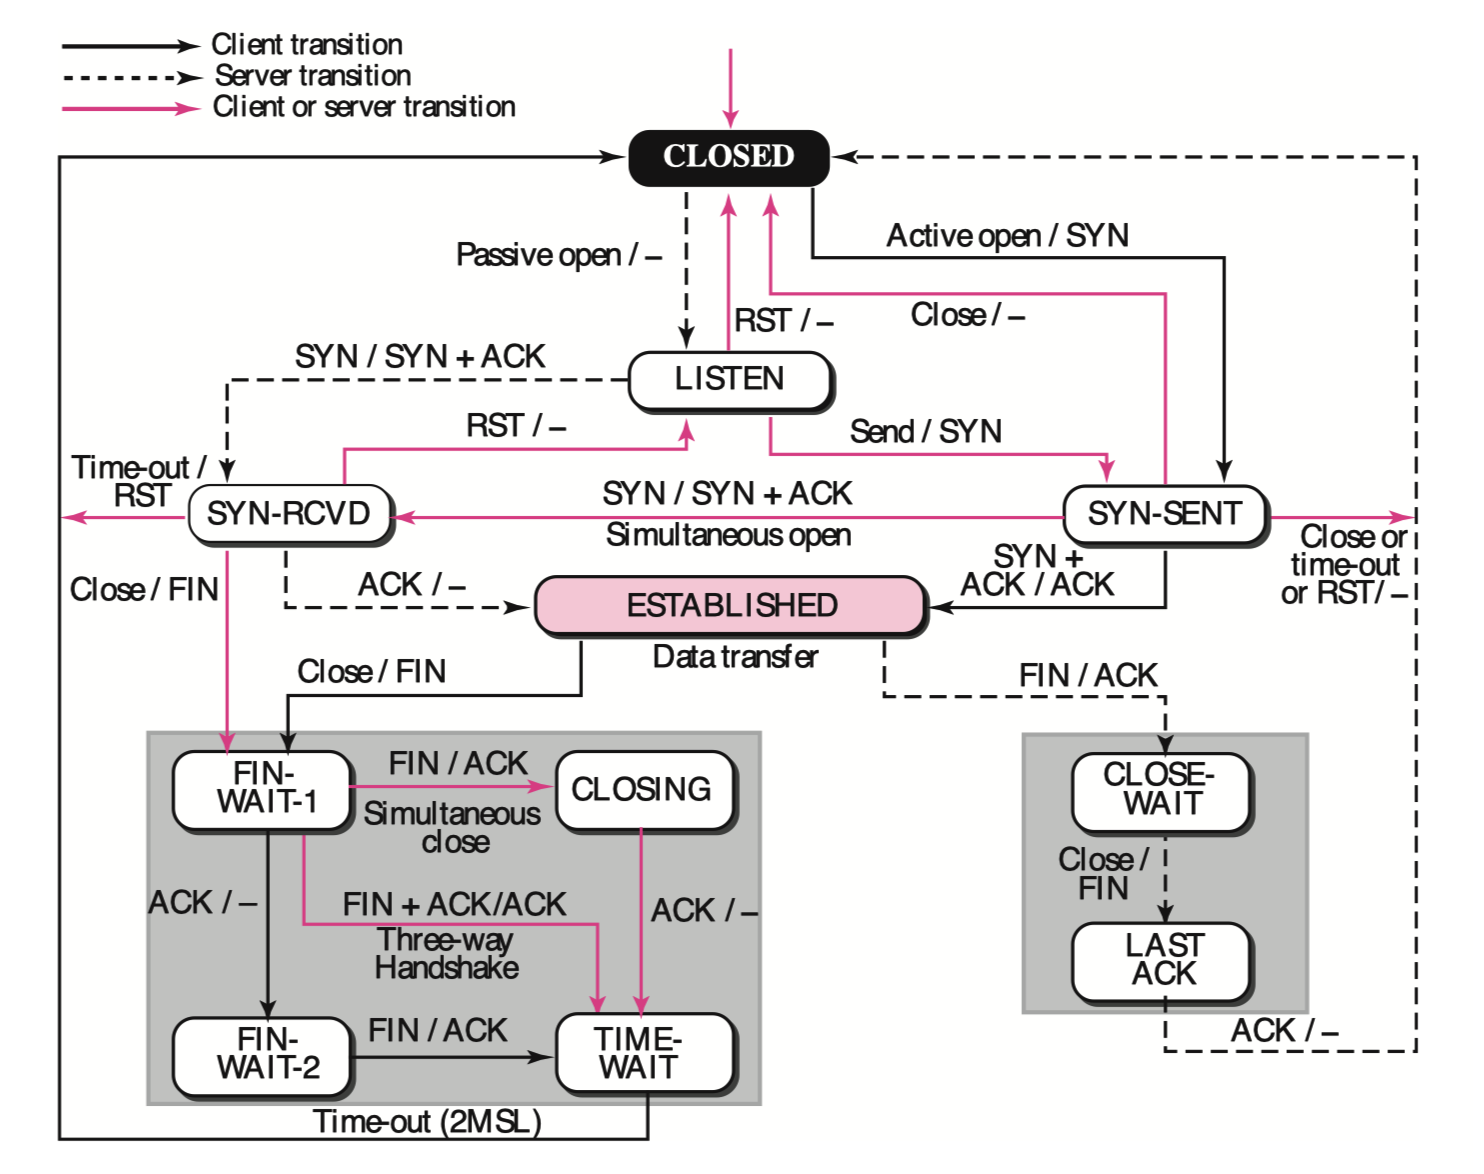 Client transition
Server transition
Client or server transition
CLOSED
Active open / SYN
Passive open / –
Close / –
RST / –
SYN / SYN + ACK
LISTEN
RST / –
Send / SYN
Time-out /
RST
SYN-RCVD
SYN / SYN + ACK
Simultaneous open
SYN-SENT
Close or
time-out
or RST/ –
SYN +
ACK / ACK
Close / FIN
ACK / –
ESTABLISHED
Data transfer
Close / FIN
FIN / ACK
FIN-
WAIT-1
FIN / ACK
Simultaneous
close
CLOSING
CLOSE-
WAIT
Close /
FIN
ACK / –
FIN + ACK/ACK
Three-way
Handshake
ACK / –
LAST
ACK
FIN-
WAIT-2
FIN / ACK
TIME-
WAIT
ACK / –
Time-out (2MSL)